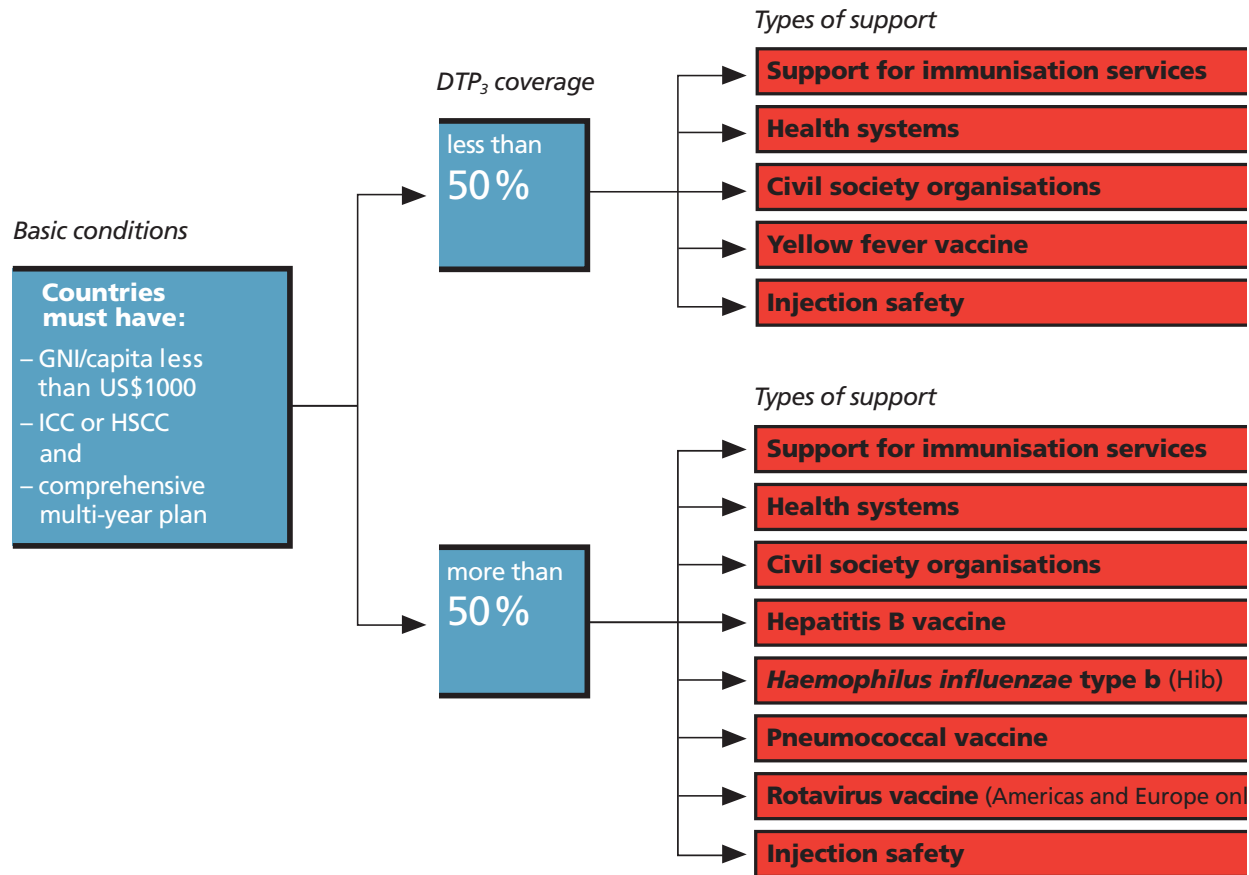 Types of support
DTP₃ coverage
less than
50%
Support for immunisation services
Health systems
Civil society organisations
Yellow fever vaccine
Injection safety
Basic conditions
Countries
must have:
– GNI/capita less
than US$1000
– ICC or HSCC
and
– comprehensive
multi-year plan
more than
50%
Types of support
Support for immunisation services
Health systems
Civil society organisations
Hepatitis B vaccine
Haemophilus influenzae type b (Hib)
Pneumococcal vaccine
Rotavirus vaccine (Americas and Europe onl
Injection safety